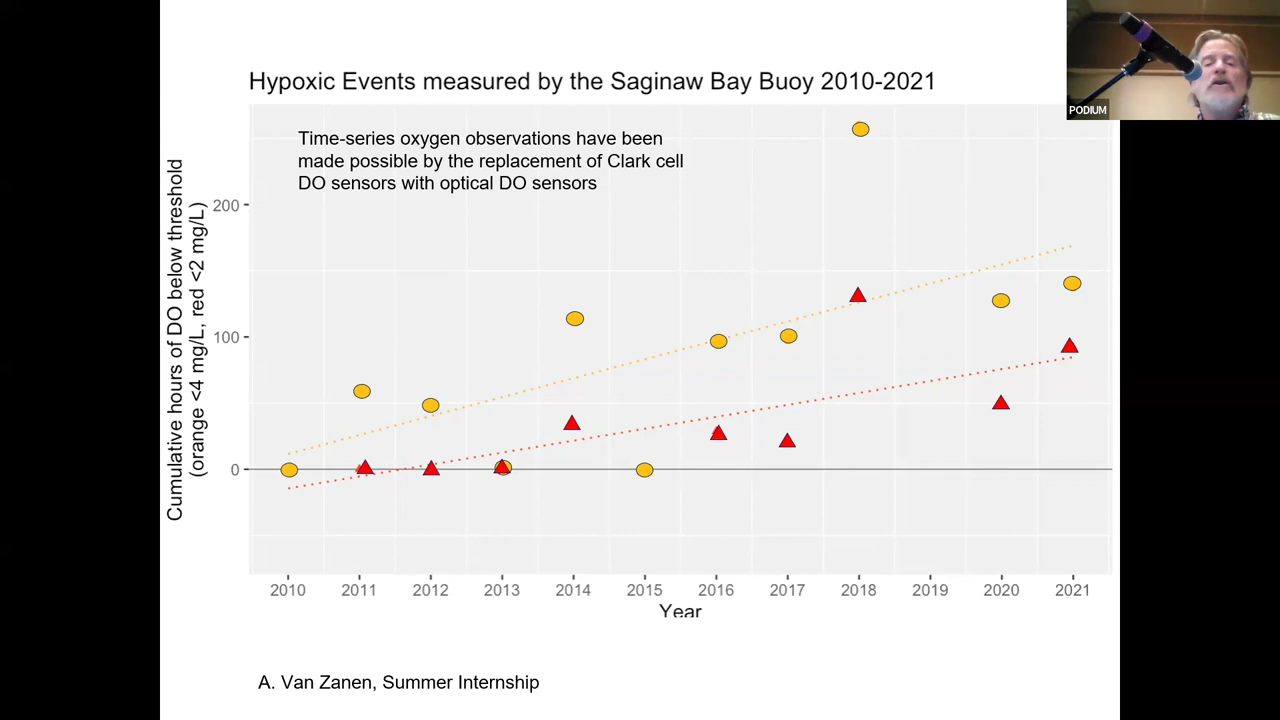 PODIUM
Hypoxic Events measured by the Saginaw Bay Buoy 2010-2021
Time-series oxygen observations have been
made possible by the replacement of Clark cell
DO sensors with optical DO sensors
Cumulative hours of DO below threshold
(orange <4 mg/L, red <2 mg/L)
200
100
0
2010 2011 2012 2013 2014 2015 2016 2017 2018 2019 2020 2021
Year
A. Van Zanen, Summer Internship